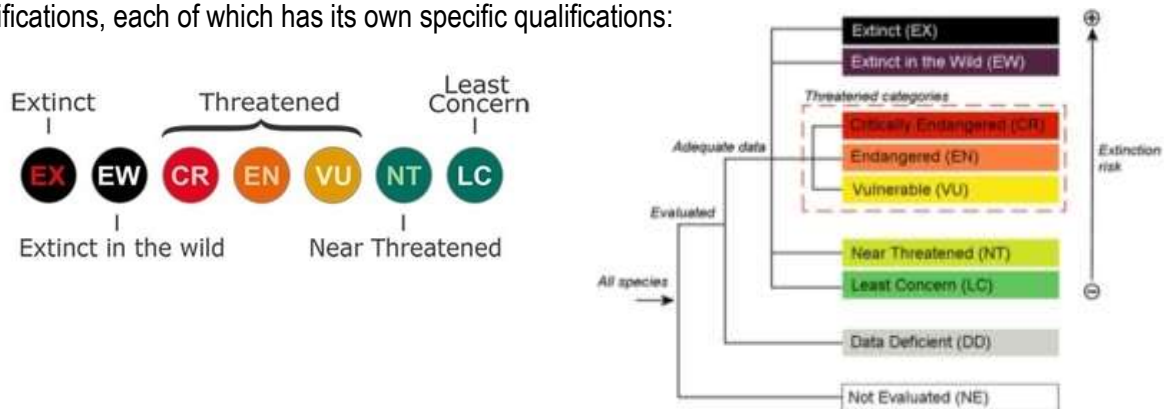 ifications, each of which has its own specific qualifications:
Extinct
Threatened
Least
Concern
EX
EW
CR
EN
VU
NT
LC
Extinct in the wild
Near Threatened
Extinct (EX)
Extinct in the Wild (EW)
Threatened categories
Critically Endangered (CR)
Adequate data
Endangered (EN)
Extinction
risk
Vulnerable (VU)
Evaluated
Near Threatened (NT)
All species
Least Concern (LC)
Data Deficient (DD)
Not Evaluated (NE)